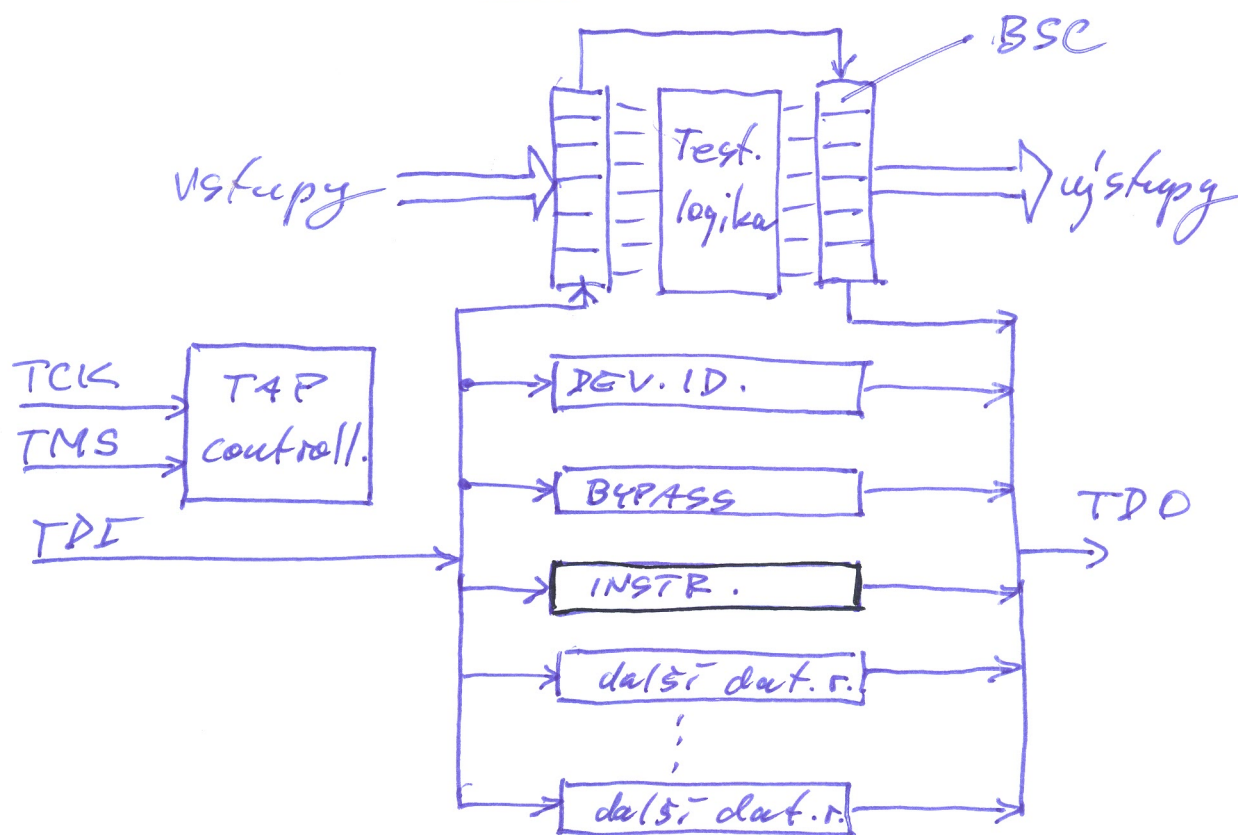 BSC
vstupy
Test.
logika
výstupy
TCK
TAP
controll.
TMS
DEV. ID.
BYPASS
TDI
TDO
INSTR.
další dat. r.
další dat. r.